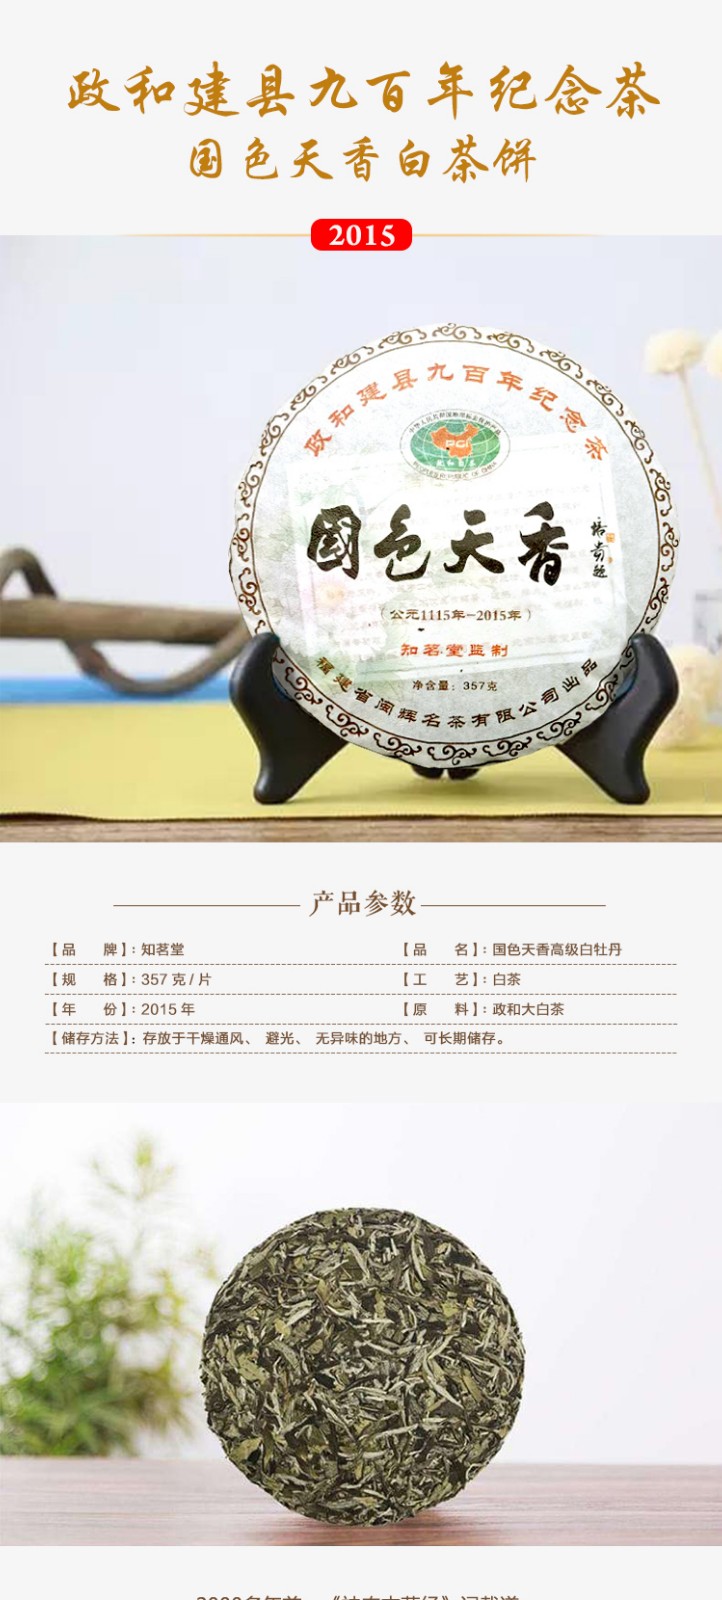 政和建县九百年纪念茶
国色天香白茶饼
2015
政和建县九百年纪念茶
PGI
国色天香
（公元1115年-2015年）
知茗堂监制
净含量：357克
福建省闽辉名茶有限公司出品
产品参数
【品 牌】：知茗堂 【品 名】：国色天香高级白牡丹
【规 格】：357 克 / 片 【工 艺】：白茶
【年 份】：2015 年 【原 料】：政和大白茶
【储存方法】：存放于干燥通风、 避光、 无异味的地方、 可长期储存。